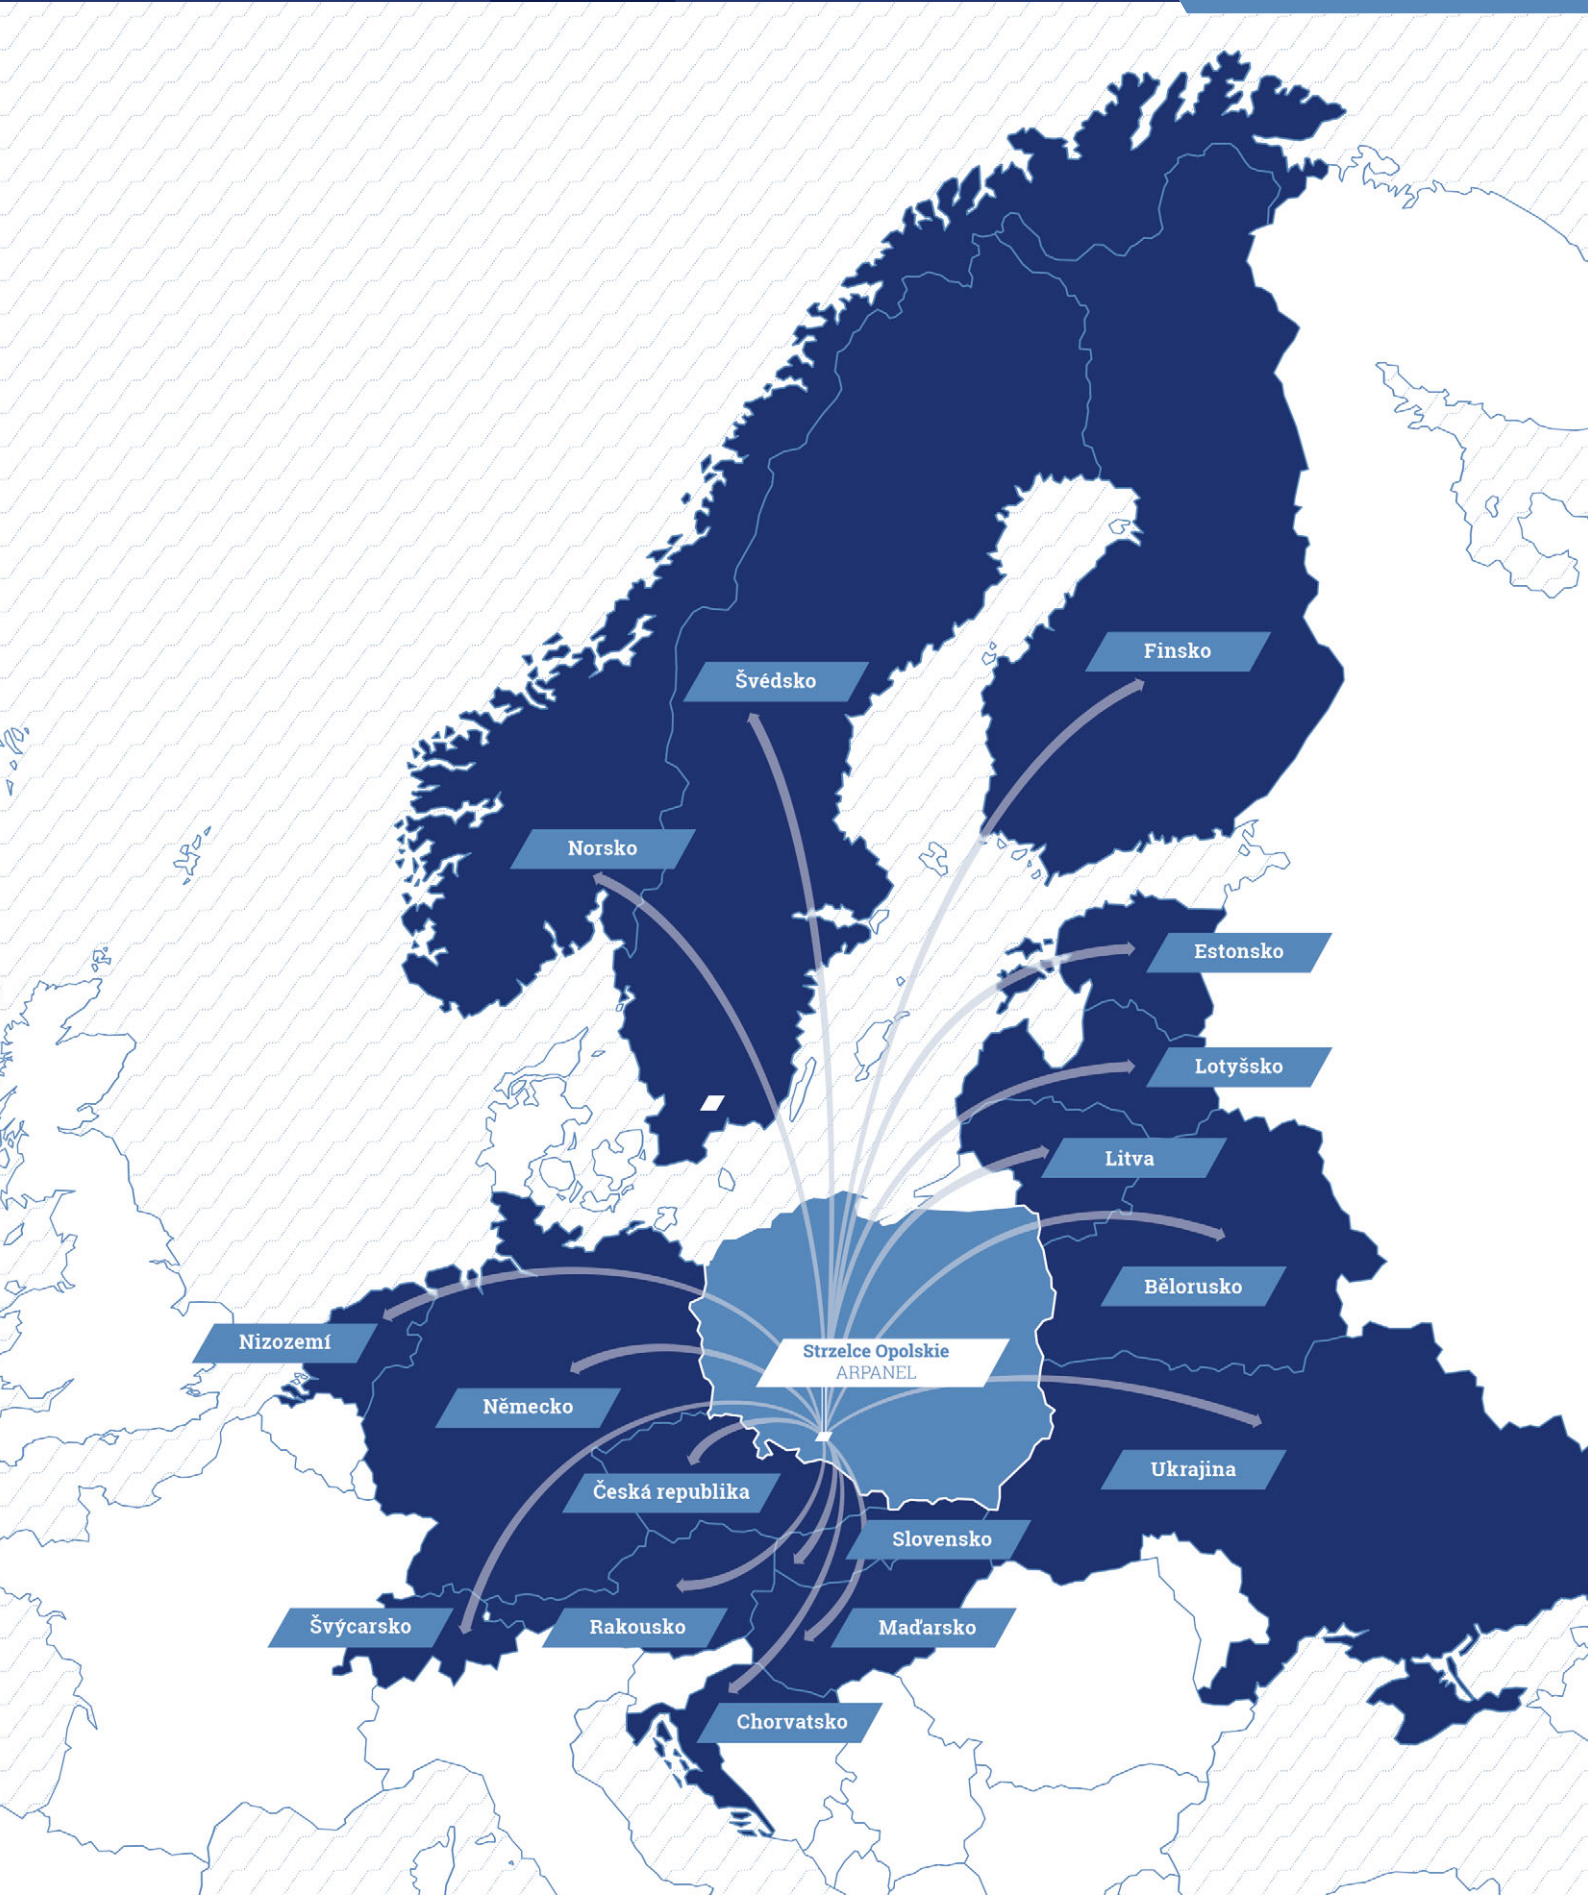 Finsko
Švédsko
Norsko
Estonsko
Lotyšsko
Litva
Bělorusko
Nizozemí
Strzelce Opolskie
ARPANEL
Německo
Ukrajina
Česká republika
Slovensko
Švýcarsko
Rakousko
Maďarsko
Chorvatsko